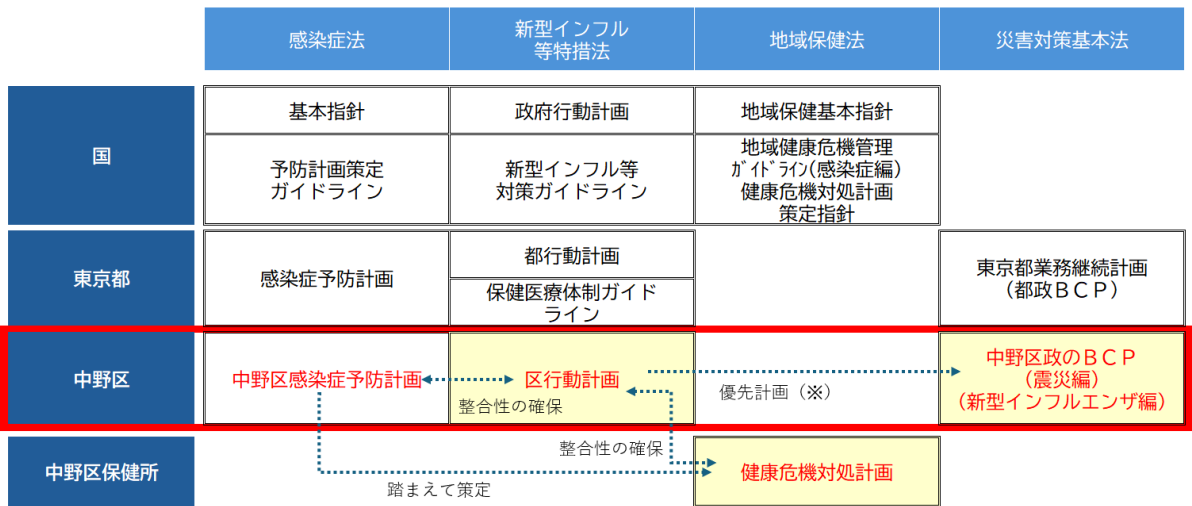 感染症法
新型インフル
等特措法
地域保健法
災害対策基本法
国
基本指針
政府行動計画
地域保健基本指針
予防計画策定
ガイドライン
新型インフル等
対策ガイドライン
地域健康危機管理
ｶﾞｲﾄﾞﾗｲﾝ(感染症編)
健康危機対処計画
策定指針
東京都
感染症予防計画
都行動計画
保健医療体制ガイド
ライン
東京都業務継続計画
（都政ＢＣＰ）
中野区
中野区感染症予防計画
区行動計画
整合性の確保
優先計画（※）
中野区政のＢＣＰ
（震災編）
（新型インフルエンザ編）
中野区保健所
整合性の確保
健康危機対処計画
踏まえて策定